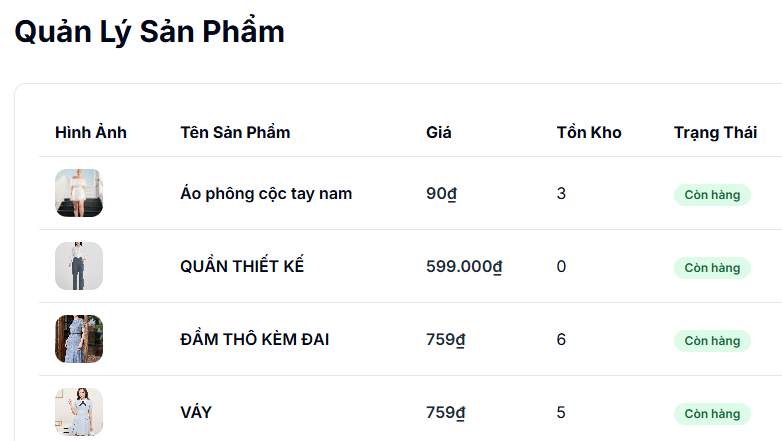 Quản Lý Sản Phẩm
Hình Ảnh Tên Sản Phẩm Giá Tồn Kho Trạng Thái
Áo phông cộc tay nam 90₫ 3 Còn hàng
QUẦN THIẾT KẾ 599.000₫ 0 Còn hàng
ĐẦM THÔ KÈM ĐAI 759₫ 6 Còn hàng
VÁY 759₫ 5 Còn hàng